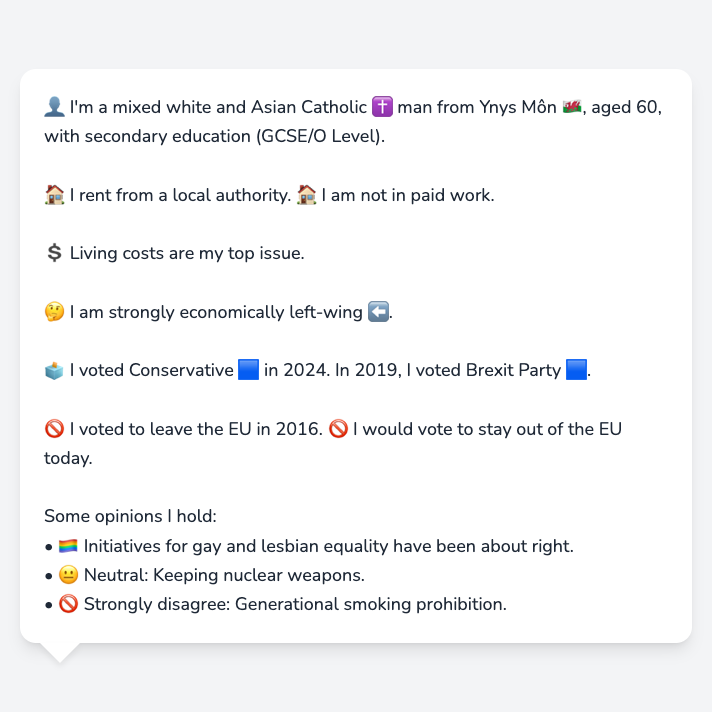 👤 I'm a mixed white and Asian Catholic ✝️ man from Ynys Môn 🏴󠁧󠁢󠁷󠁬󠁳󠁿, aged 60,
with secondary education (GCSE/O Level).
🏠 I rent from a local authority. 🏠 I am not in paid work.
💲 Living costs are my top issue.
🤔 I am strongly economically left-wing ⬅️.
🗳️ I voted Conservative 🟦 in 2024. In 2019, I voted Brexit Party 🟦.
🚫 I voted to leave the EU in 2016. 🚫 I would vote to stay out of the EU
today.
Some opinions I hold:
• 🏳️‍🌈 Initiatives for gay and lesbian equality have been about right.
• 😐 Neutral: Keeping nuclear weapons.
• 🚫 Strongly disagree: Generational smoking prohibition.